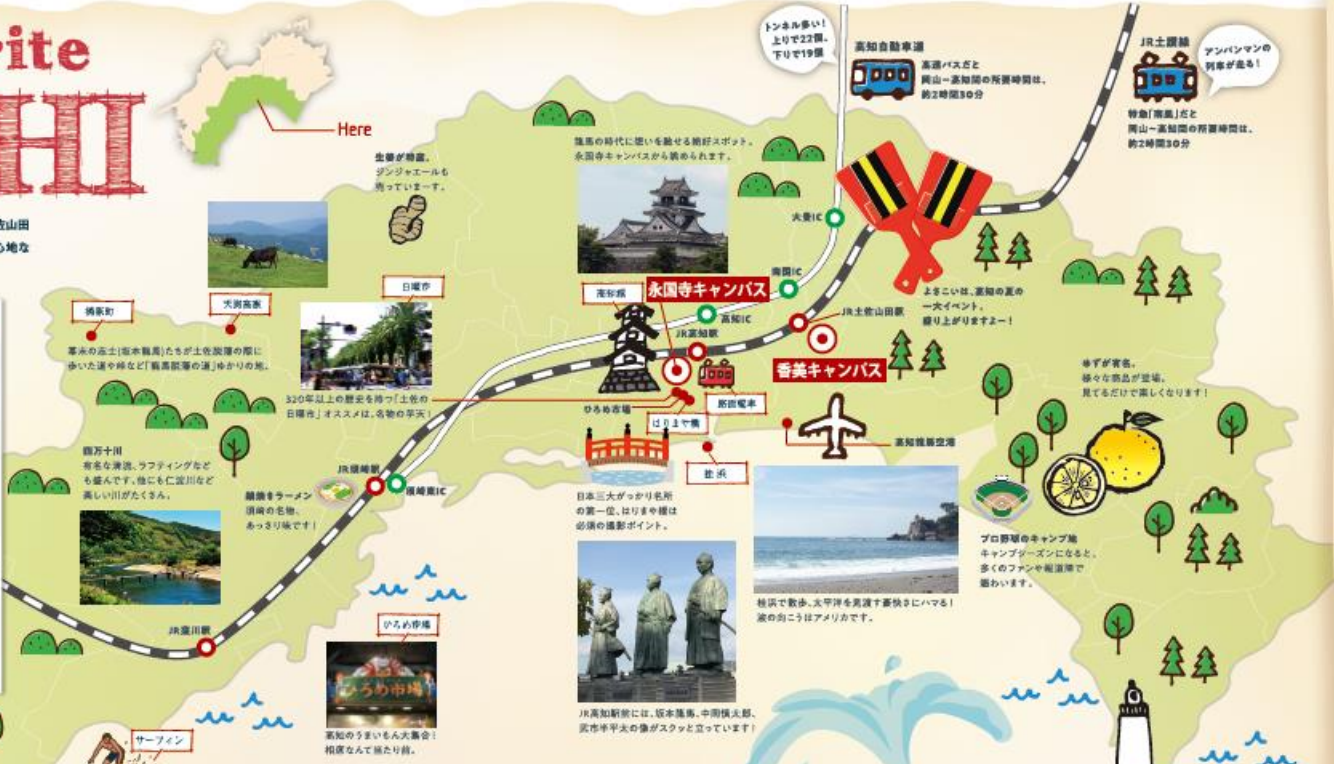 rite
HI
佐山田
心地な
Here
生姜が特産。
ジンジャエールも
売っていまーす。
トンネル多い！
上りで22個、
下りで19個
高知自動車道
高速バスだと
岡山ー高知間の所要時間は、
約2時間30分
JR土讃線
アンパンマンの
列車が走る！
特急｢南風｣だと
岡山ー高知間の所要時間は、
約2時間30分
龍馬の時代に想いを馳せる絶好スポット。
永国寺キャンパスから眺められます。
大豊IC
南国IC
高知IC
永国寺キャンパス
JR高知駅
JR土佐山田駅
香美キャンパス
よさこいは、高知の夏の
一大イベント。
盛り上がりますよー！
梼原町
天狗高原
日曜市
幕末の志士(坂本龍馬)たちが土佐脱藩の際に
歩いた道や峠など｢龍馬脱藩の道｣ゆかりの地。
320年以上の歴史を持つ｢土佐の
日曜市｣オススメは、名物の芋天！
ひろめ市場
はりまや橋
路面電車
桂浜
高知龍馬空港
ゆずが有名。
様々な商品が登場。
見てるだけで楽しくなります！
四万十川
有名な清流、ラフティングなど
も盛んです。他にも仁淀川など
美しい川がたくさん。
JR須崎駅
須崎東IC
鍋焼きラーメン
須崎の名物、
あっさり味です！
日本三大がっかり名所
の第一位、はりまや橋は
必須の撮影ポイント。
プロ野球のキャンプ地
キャンプシーズンになると、
多くのファンや報道陣で
賑わいます。
桂浜で散歩、太平洋を見渡す豪快さにハマる！
波の向こうはアメリカです。
JR窪川駅
ひろめ市場
ひろめ市場
高知のうまいもん大集合！
相席なんて当たり前。
JR高知駅前には、坂本龍馬、中岡慎太郎、
武市半平太の像がスクッと立っています！
サーフィン